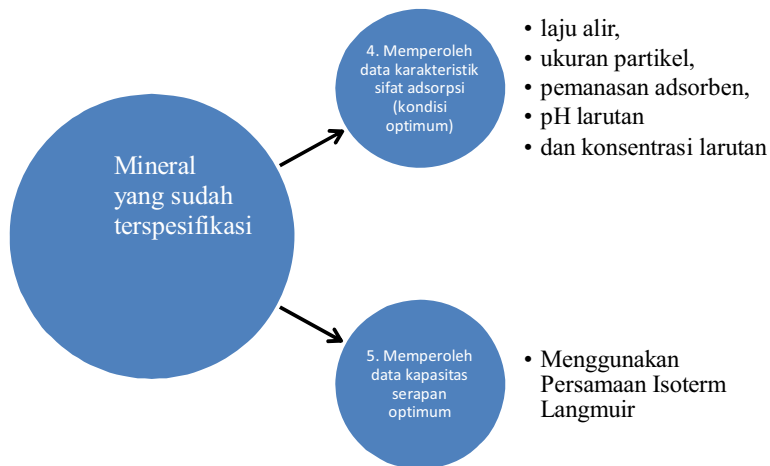 Mineral
yang sudah
terspesifikasi
4. Memperoleh
data karakteristik
sifat adsorpsi
(kondisi
optimum)
• laju alir,
• ukuran partikel,
• pemanasan adsorben,
• pH larutan
• dan konsentrasi larutan
5. Memperoleh
data kapasitas
serapan
optimum
• Menggunakan
Persamaan Isoterm
Langmuir